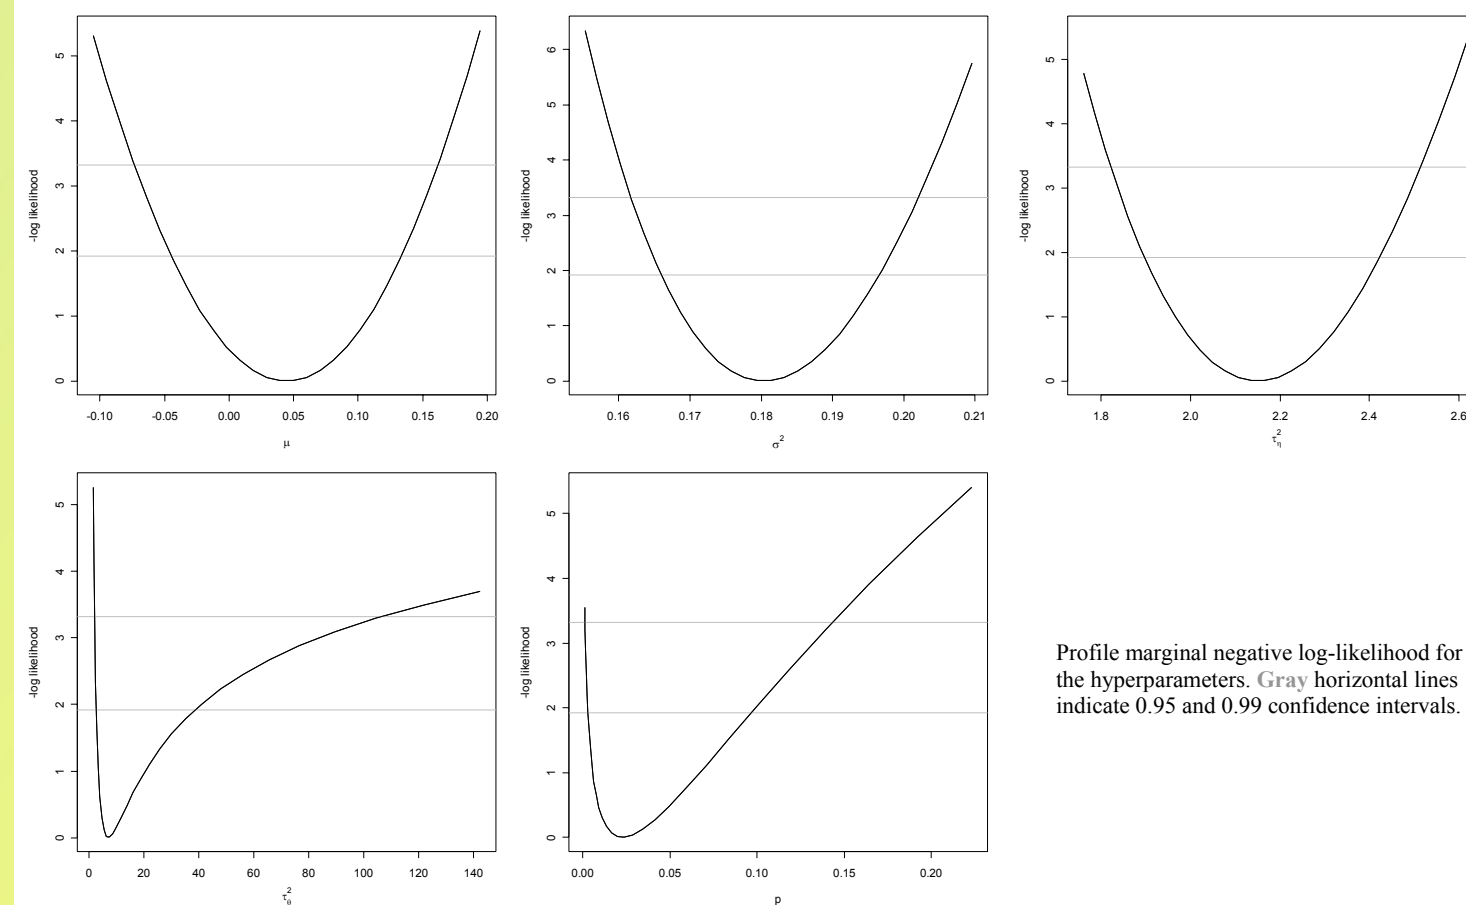 -log likelihood
0 1 2 3 4 5
-0.10 -0.05 0.00 0.05 0.10 0.15 0.20
μ
-log likelihood
0 1 2 3 4 5 6
0.16 0.17 0.18 0.19 0.20 0.21
σ²
-log likelihood
0 1 2 3 4 5
1.8 2.0 2.2 2.4 2.6
τ²η
-log likelihood
0 1 2 3 4 5
0 20 40 60 80 100 120 140
τ²θ
-log likelihood
0 1 2 3 4 5
0.00 0.05 0.10 0.15 0.20
p
Profile marginal negative log-likelihood for
the hyperparameters. Gray horizontal lines
indicate 0.95 and 0.99 confidence intervals.